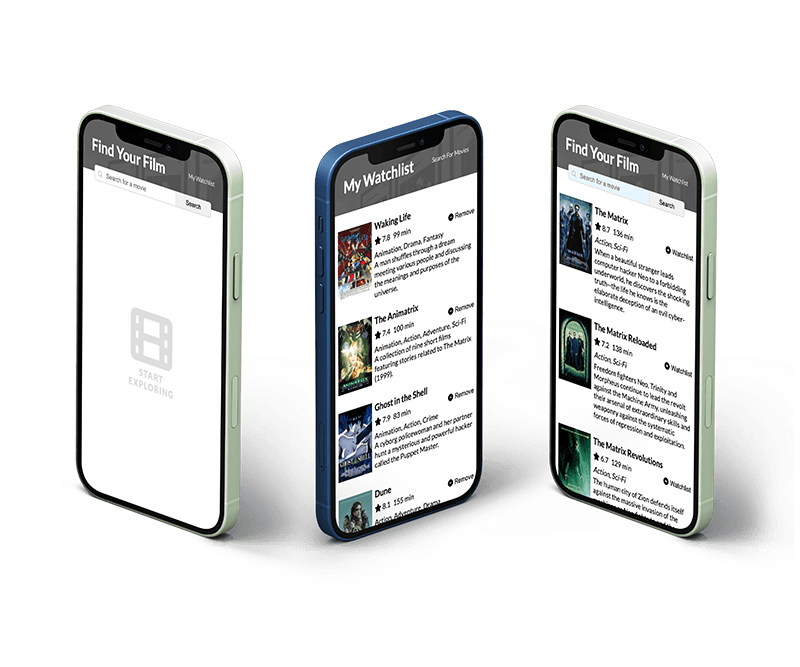 Find Your Film
My Watchlist
Search for a movie
Search
START
EXPLORING
My Watchlist
Search For Movies
Waking Life
Remove
7.8 99 min
Animation, Drama, Fantasy
A man shuffles through a dream
meeting various people and discussing
the meanings and purposes of the
universe.
The Animatrix
Remove
7.4 100 min
Animation, Action, Adventure, Sci-Fi
A collection of nine short films
featuring stories related to The Matrix
(1999).
Ghost in the Shell
Remove
7.9 83 min
Animation, Action, Crime
A cyborg policewoman and her partner
hunt a mysterious and powerful hacker
called the Puppet Master.
Dune
Remove
8.1 155 min
Action, Adventure, Drama
Find Your Film
My Watchlist
Search for a movie
Search
The Matrix
8.7 136 min
Action, Sci-Fi
Watchlist
When a beautiful stranger leads
computer hacker Neo to a forbidding
underworld, he discovers the shocking
truth--the life he knows is the
elaborate deception of an evil cyber-
intelligence.
The Matrix Reloaded
7.2 138 min
Action, Sci-Fi
Watchlist
Freedom fighters Neo, Trinity and
Morpheus continue to lead the revolt
against the Machine Army, unleashing
their arsenal of extraordinary skills and
weaponry against the systematic
forces of repression and exploitation.
The Matrix Revolutions
6.7 129 min
Action, Sci-Fi
Watchlist
The human city of Zion defends itself
against the massive invasion of the